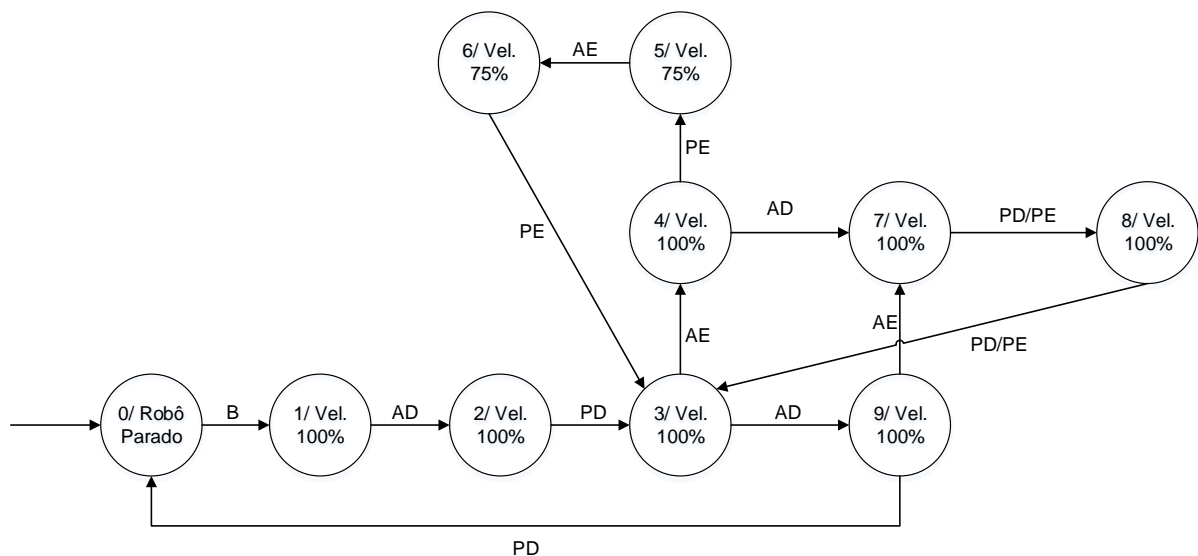 6/ Vel.
75%
AE
5/ Vel.
75%
PE
PE
4/ Vel.
100%
AD
7/ Vel.
100%
PD/PE
8/ Vel.
100%
AE
AE
PD/PE
0/ Robô
Parado
B
1/ Vel.
100%
AD
2/ Vel.
100%
PD
3/ Vel.
100%
AD
9/ Vel.
100%
PD